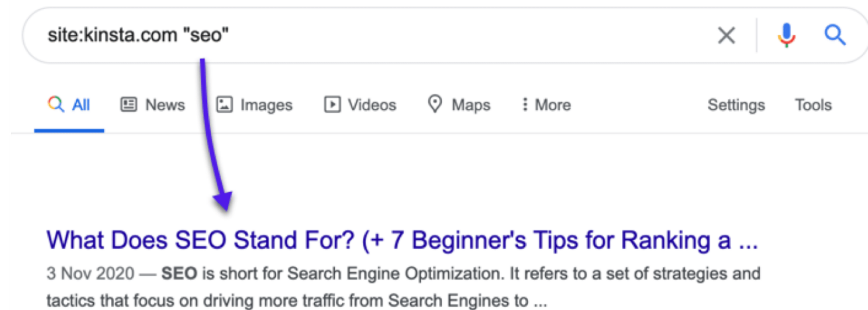 site:kinsta.com "seo"
All News Images Videos Maps More Settings Tools
What Does SEO Stand For? (+ 7 Beginner's Tips for Ranking a ...
3 Nov 2020 — SEO is short for Search Engine Optimization. It refers to a set of strategies and
tactics that focus on driving more traffic from Search Engines to ...